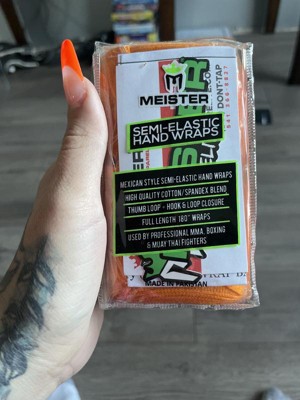 MEISTER
SEMI-ELASTIC
HAND WRAPS
MEXICAN STYLE SEMI-ELASTIC HAND WRAPS
HIGH QUALITY COTTON/SPANDEX BLEND
THUMB LOOP - HOOK & LOOP CLOSURE
FULL LENGTH 180" WRAPS
USED BY PROFESSIONAL MMA, BOXING
& MUAY THAI FIGHTERS
MADE IN PAKISTAN
DON'T-TAP